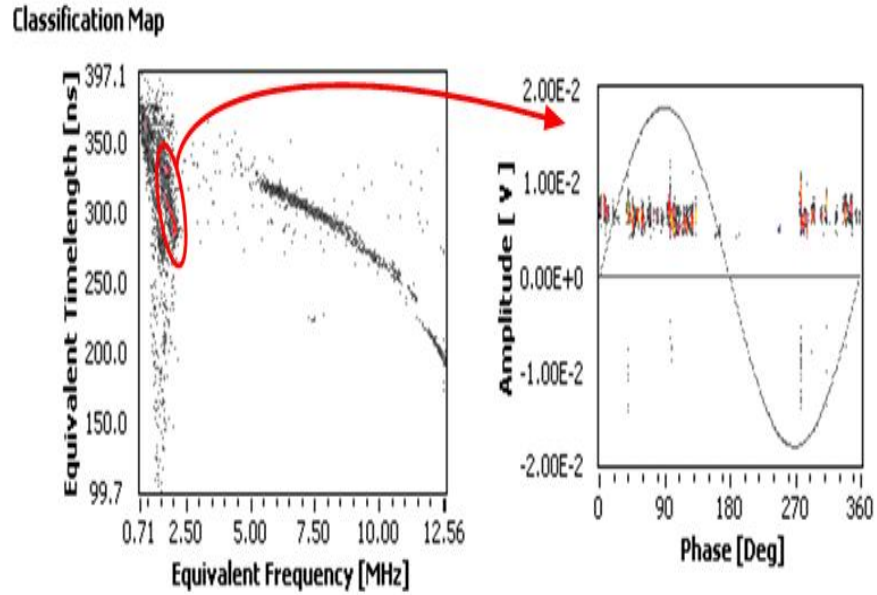 Classification Map
Equivalent Timelength [ns]
397.1
350.0
300.0
250.0
200.0
150.0
99.7
0.71 2.50 5.00 7.50 10.00 12.56
Equivalent Frequency [MHz]
Amplitude [ V]
2.00E-2
1.00E-2
0.00E+0
-1.00E-2
-2.00E-2
0 90 180 270 360
Phase [Deg]